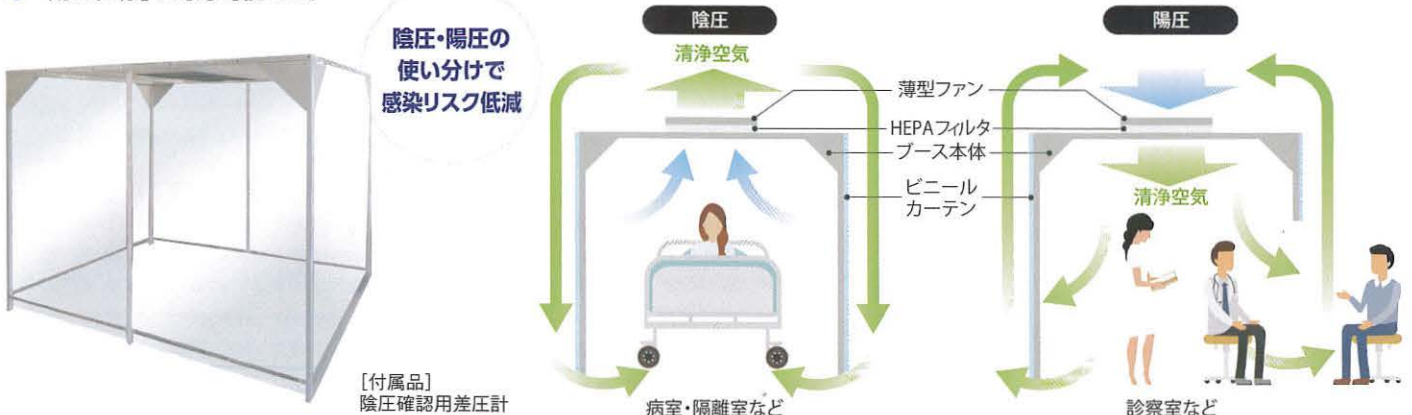 陰圧・陽圧の
使い分けで
感染リスク低減
[付属品]
陰圧確認用差圧計
陰圧
清浄空気
薄型ファン
HEPAフィルタ
ブース本体
ビニール
カーテン
病室・隔離室など
陽圧
清浄空気
診察室など